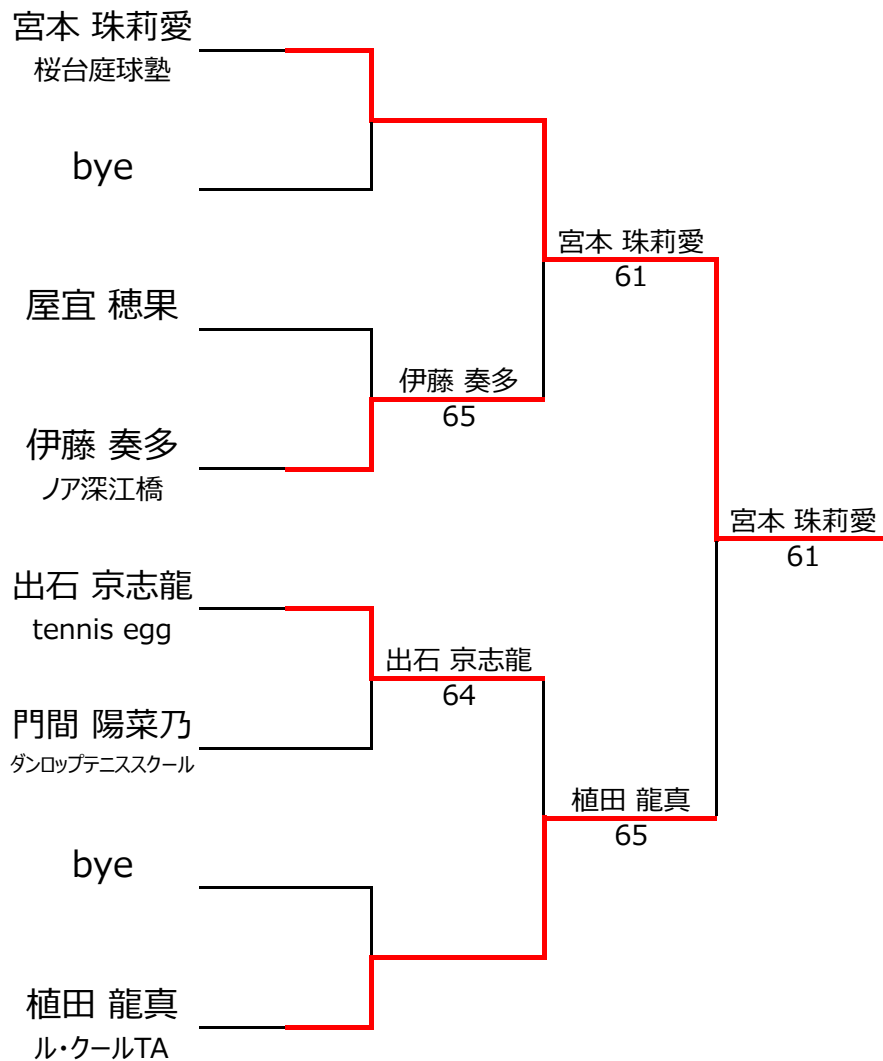 宮本 珠莉愛
桜台庭球塾
bye
屋宜 穂果
伊藤 奏多
ノア深江橋
出石 京志龍
tennis egg
門間 陽菜乃
ダンロップテニススクール
bye
植田 龍真
ル・クールTA
伊藤 奏多
65
出石 京志龍
64
宮本 珠莉愛
61
植田 龍真
65
宮本 珠莉愛
61